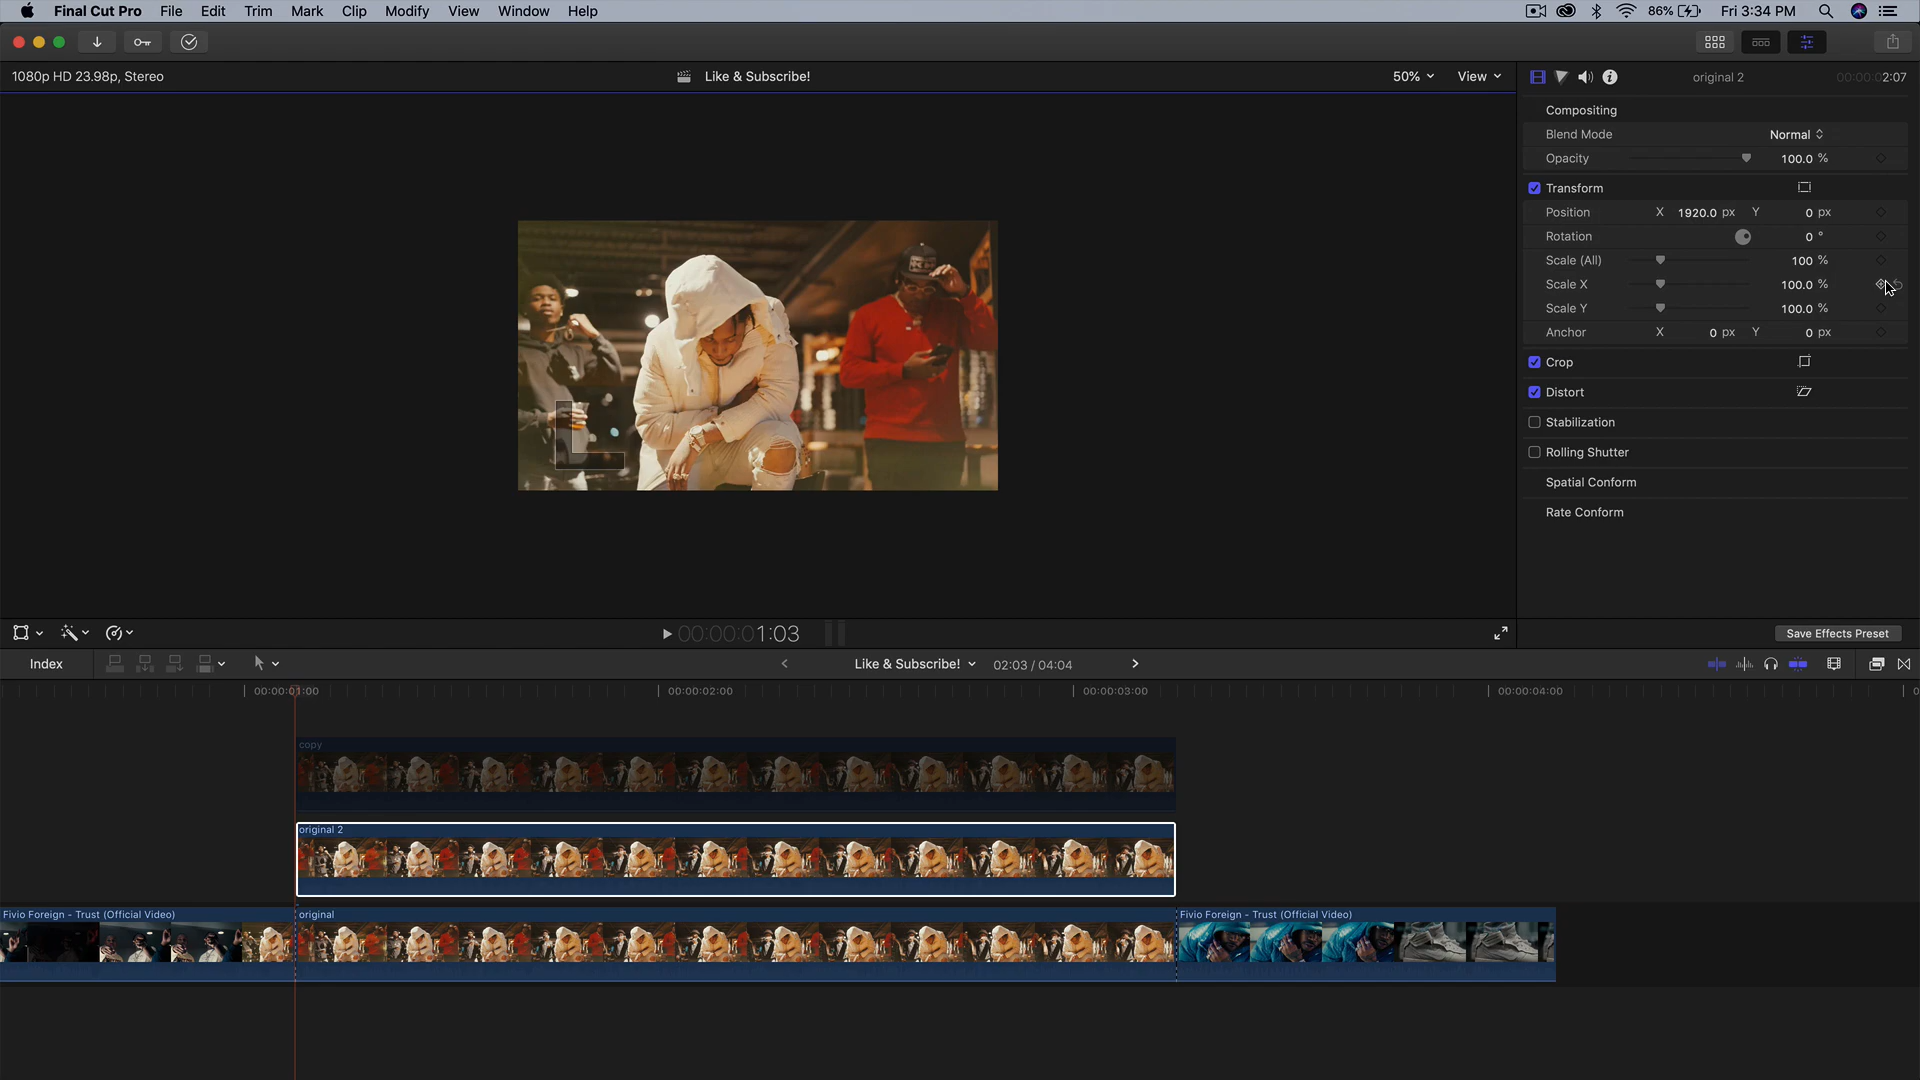 Final Cut Pro File Edit Trim Mark Clip Modify View Window Help 86% Fri 3:34 PM
1080p HD 23.98p, Stereo Like & Subscribe! 50% View original 2 00:00:02:07
Compositing
Blend Mode Normal
Opacity 100.0 %
Transform
Position X 1920.0 px Y 0 px
Rotation 0 °
Scale (All) 100 %
Scale X 100.0 %
Scale Y 100.0 %
Anchor X 0 px Y 0 px
Crop
Distort
Stabilization
Rolling Shutter
Spatial Conform
Rate Conform
00:00:01:03 Save Effects Preset
Index Like & Subscribe! 02:03 / 04:04
00:00:01:00 00:00:02:00 00:00:03:00 00:00:04:00
copy
original 2
Fivio Foreign - Trust (Official Video) original Fivio Foreign - Trust (Official Video)